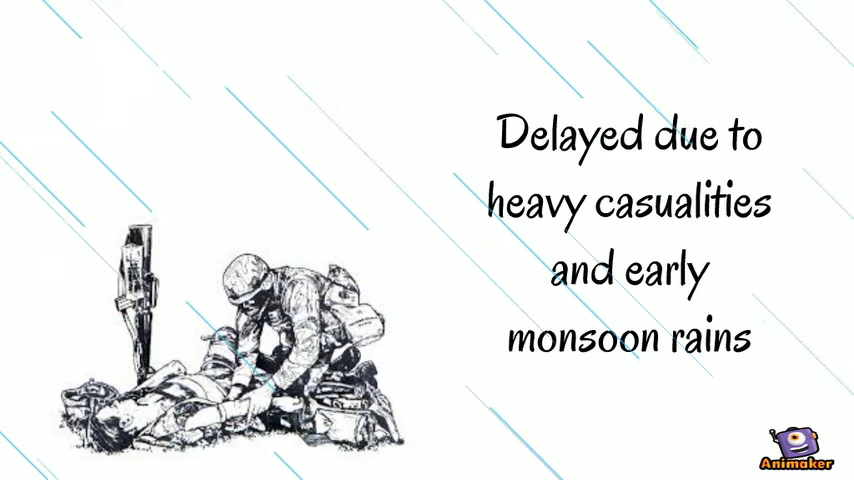 Delayed due to
heavy casualities
and early
monsoon rains
Animaker